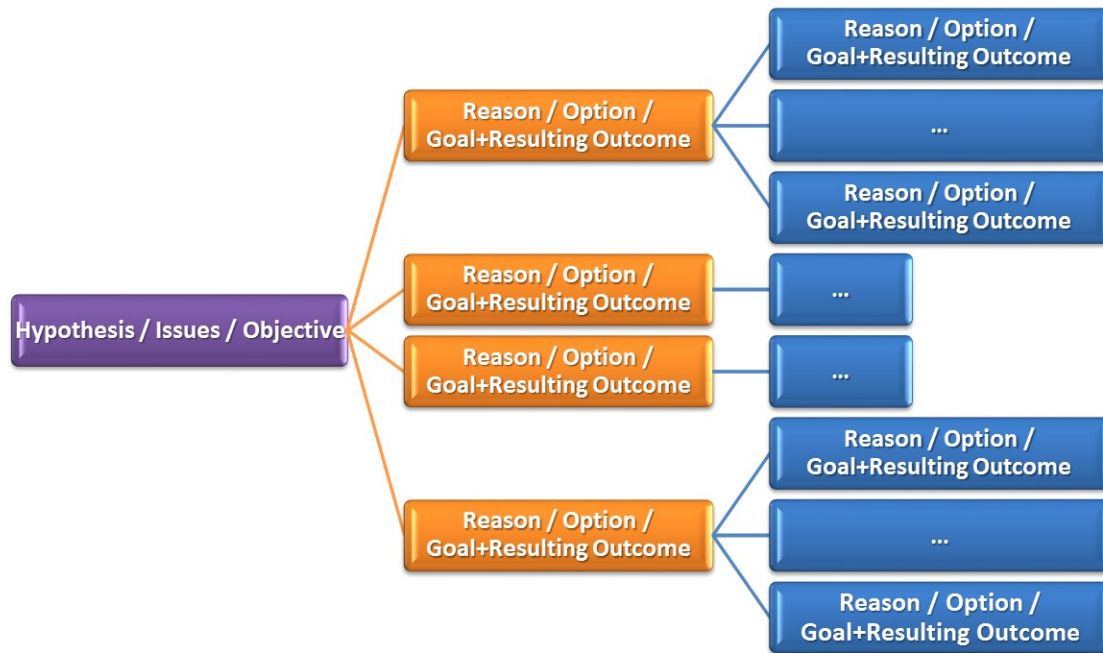 Hypothesis / Issues / Objective
Reason / Option /
Goal+Resulting Outcome
Reason / Option /
Goal+Resulting Outcome
...
Reason / Option /
Goal+Resulting Outcome
Reason / Option /
Goal+Resulting Outcome
...
Reason / Option /
Goal+Resulting Outcome
...
Reason / Option /
Goal+Resulting Outcome
Reason / Option /
Goal+Resulting Outcome
...
Reason / Option /
Goal+Resulting Outcome